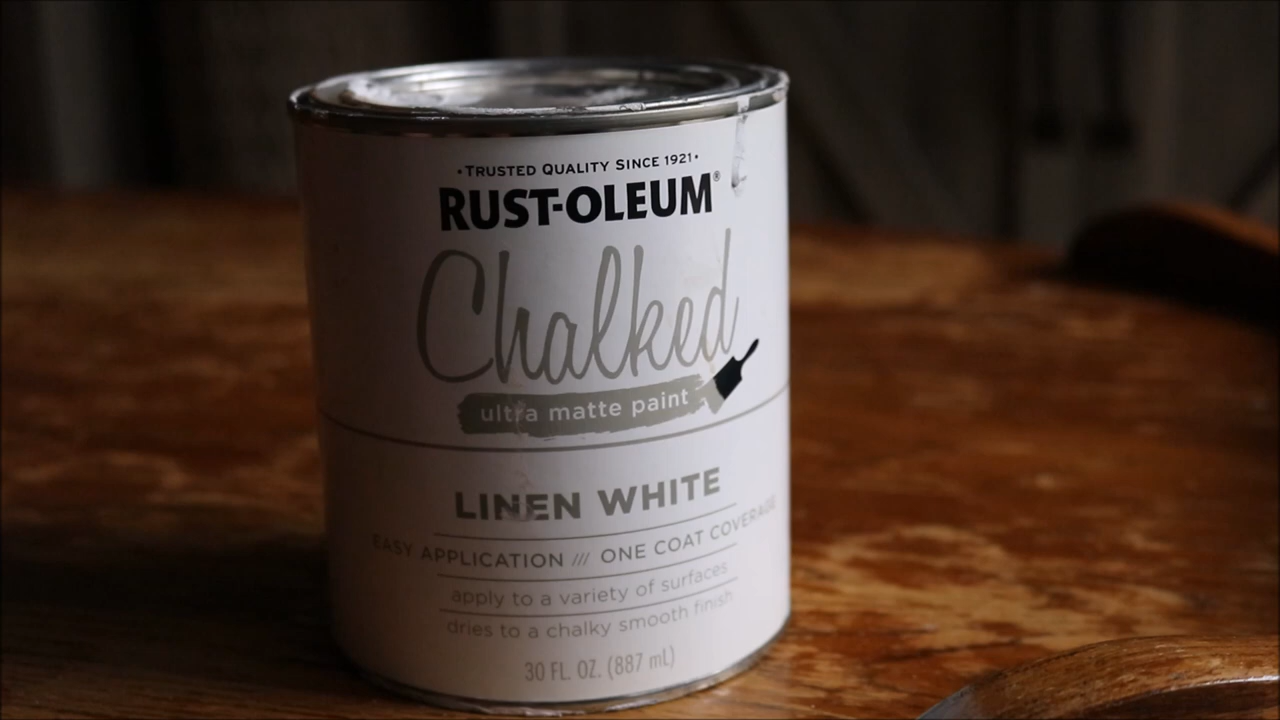 •TRUSTED QUALITY SINCE 1921•
RUST-OLEUM®
Chalked
ultra matte paint
LINEN WHITE
EASY APPLICATION /// ONE COAT COVERAGE
apply to a variety of surfaces
dries to a chalky smooth finish
30 FL. OZ. (887 mL)